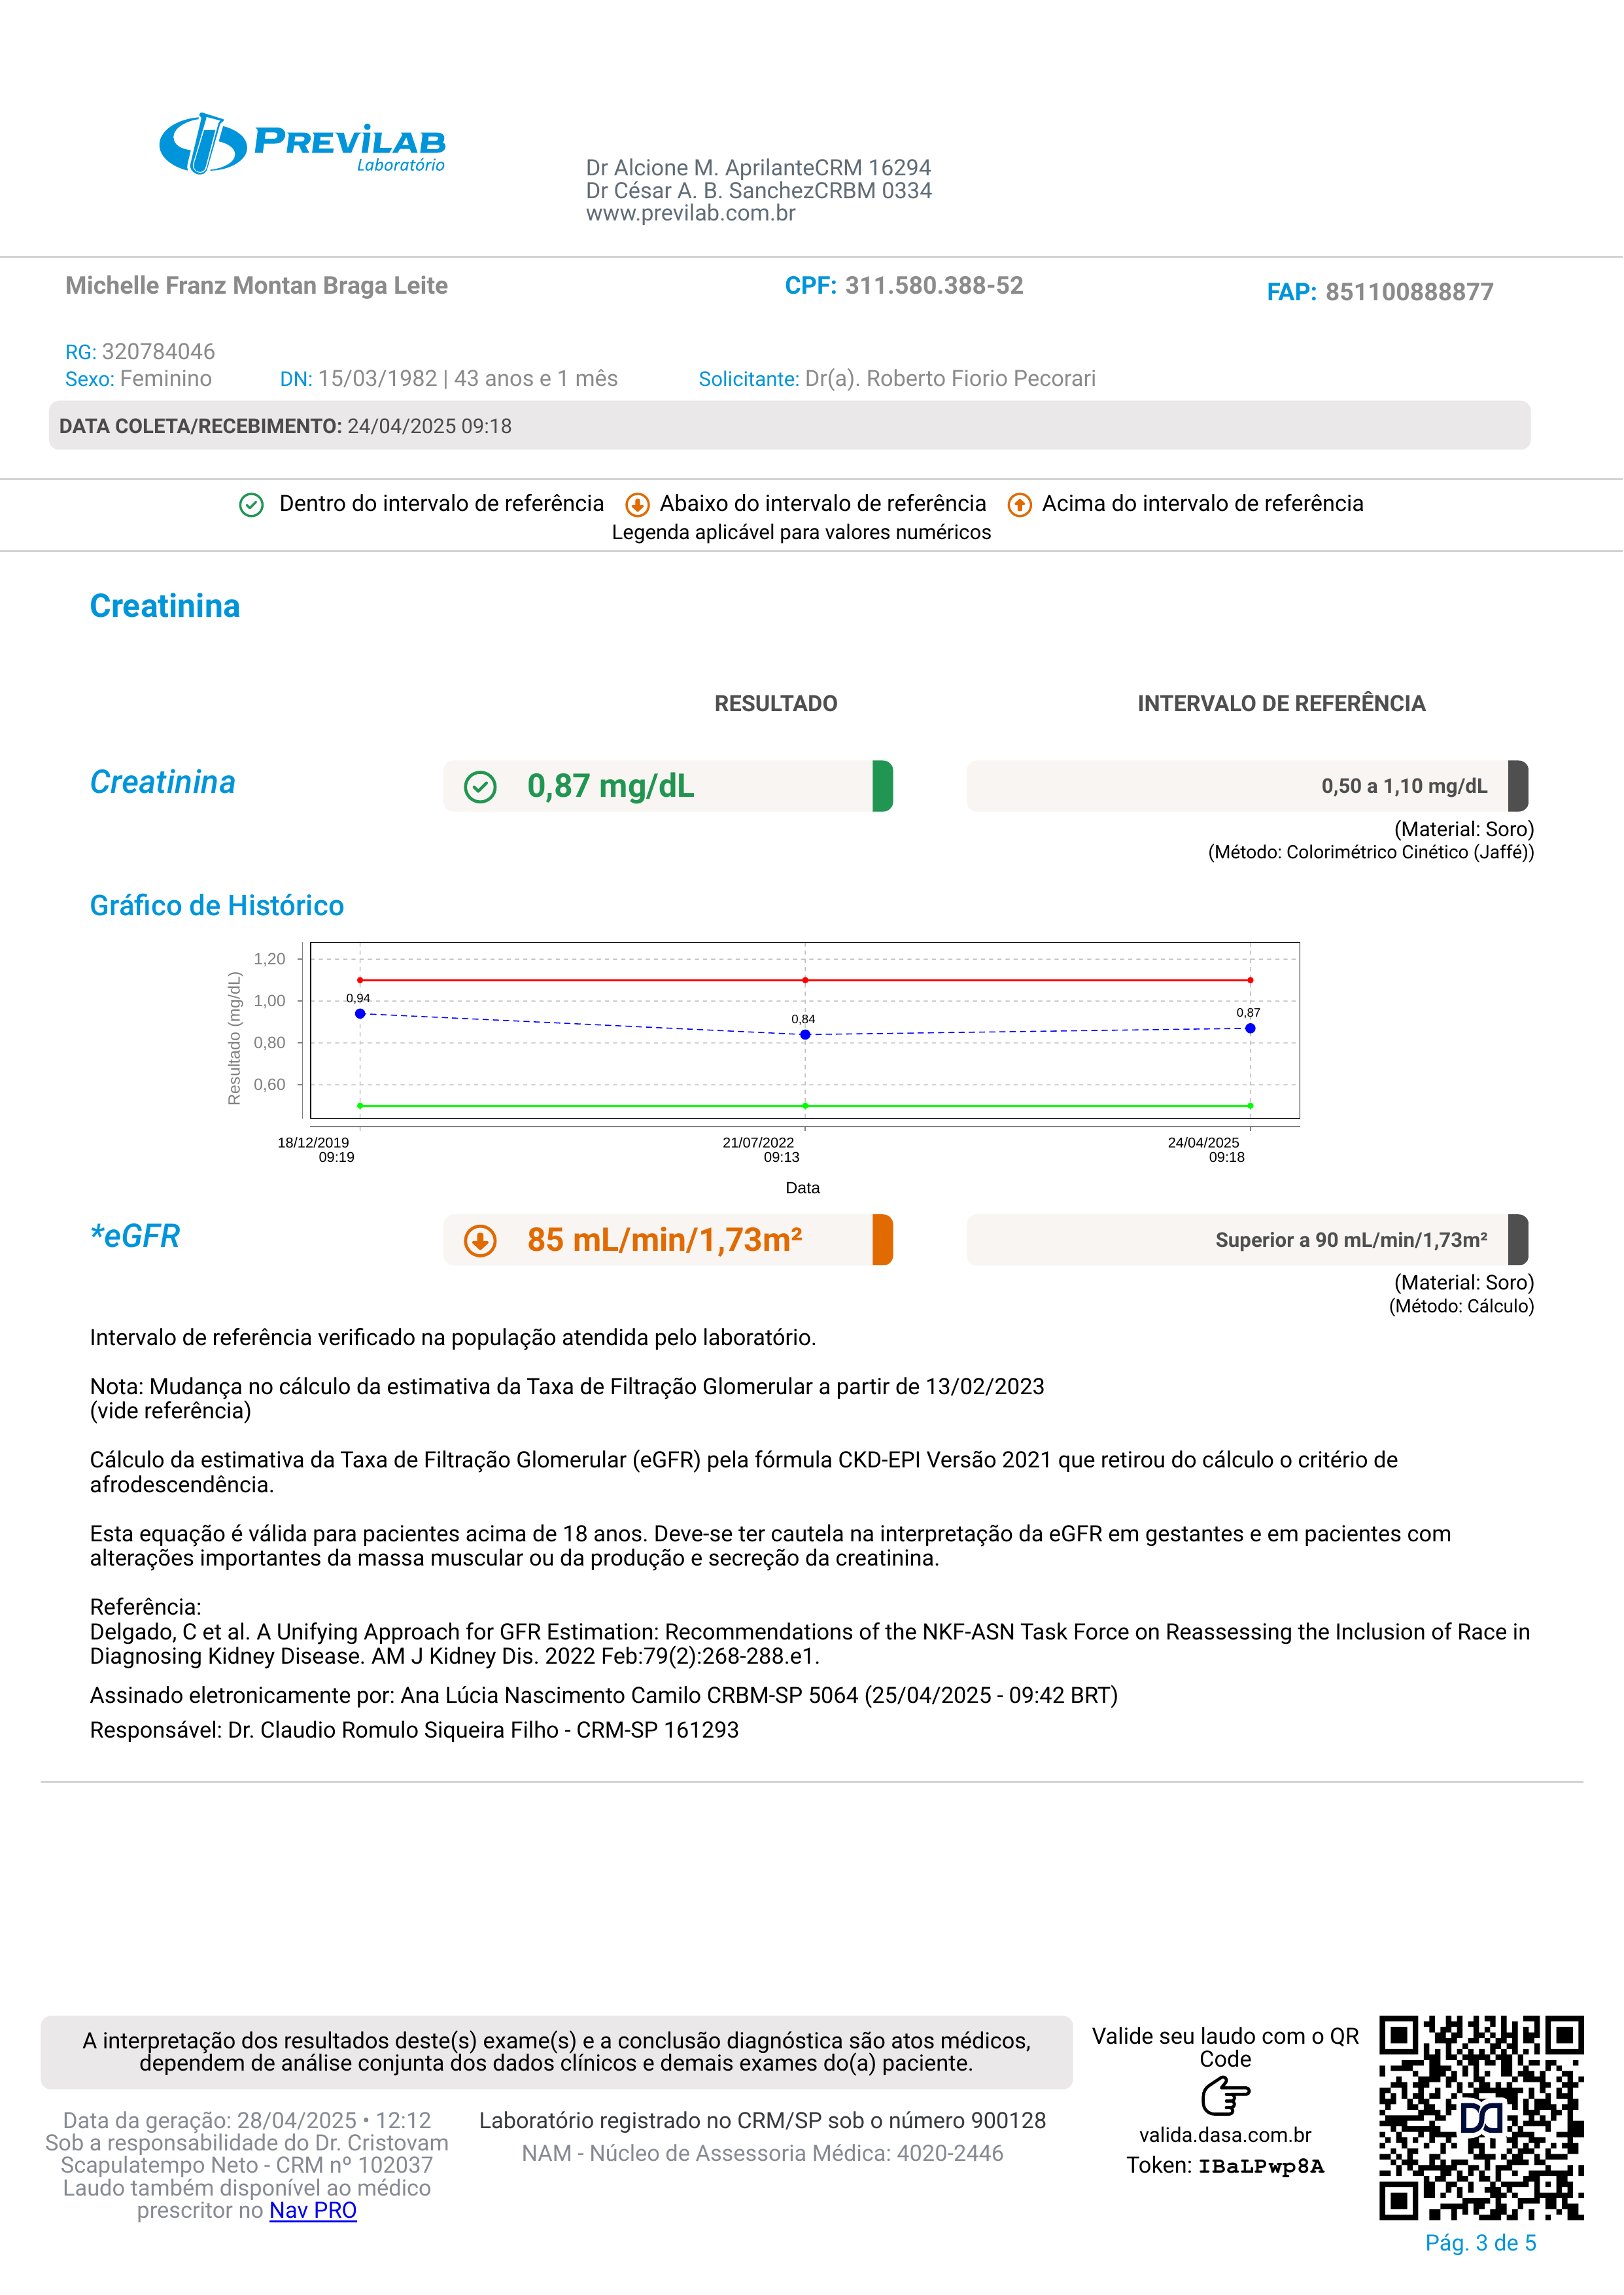 PREVILAB
Laboratório
Dr Alcione M. AprilanteCRM 16294
Dr César A. B. SanchezCRBM 0334
www.previlab.com.br
Michelle Franz Montan Braga Leite CPF: 311.580.388-52 FAP: 851100888877
RG: 320784046
Sexo: Feminino DN: 15/03/1982 | 43 anos e 1 mês Solicitante: Dr(a). Roberto Fiorio Pecorari
DATA COLETA/RECEBIMENTO: 24/04/2025 09:18
Dentro do intervalo de referência Abaixo do intervalo de referência Acima do intervalo de referência
Legenda aplicável para valores numéricos
Creatinina
RESULTADO INTERVALO DE REFERÊNCIA
Creatinina 0,87 mg/dL 0,50 a 1,10 mg/dL
(Material: Soro)
(Método: Colorimétrico Cinético (Jaffé))
Gráfico de Histórico
Resultado (mg/dL)
1,20
1,00
0,80
0,60
0,94
0,84
0,87
18/12/2019 21/07/2022 24/04/2025
09:19 09:13 09:18
Data
*eGFR 85 mL/min/1,73m² Superior a 90 mL/min/1,73m²
(Material: Soro)
(Método: Cálculo)
Intervalo de referência verificado na população atendida pelo laboratório.
Nota: Mudança no cálculo da estimativa da Taxa de Filtração Glomerular a partir de 13/02/2023
(vide referência)
Cálculo da estimativa da Taxa de Filtração Glomerular (eGFR) pela fórmula CKD-EPI Versão 2021 que retirou do cálculo o critério de
afrodescendência.
Esta equação é válida para pacientes acima de 18 anos. Deve-se ter cautela na interpretação da eGFR em gestantes e em pacientes com
alterações importantes da massa muscular ou da produção e secreção da creatinina.
Referência:
Delgado, C et al. A Unifying Approach for GFR Estimation: Recommendations of the NKF-ASN Task Force on Reassessing the Inclusion of Race in
Diagnosing Kidney Disease. AM J Kidney Dis. 2022 Feb:79(2):268-288.e1.
Assinado eletronicamente por: Ana Lúcia Nascimento Camilo CRBM-SP 5064 (25/04/2025 - 09:42 BRT)
Responsável: Dr. Claudio Romulo Siqueira Filho - CRM-SP 161293
A interpretação dos resultados deste(s) exame(s) e a conclusão diagnóstica são atos médicos,
dependem de análise conjunta dos dados clínicos e demais exames do(a) paciente.
Data da geração: 28/04/2025 • 12:12
Sob a responsabilidade do Dr. Cristovam
Scapulatempo Neto - CRM nº 102037
Laudo também disponível ao médico
prescritor no Nav PRO
Laboratório registrado no CRM/SP sob o número 900128
NAM - Núcleo de Assessoria Médica: 4020-2446
Valide seu laudo com o QR
Code
valida.dasa.com.br
Token: IBaLPwp8A
Pág. 3 de 5